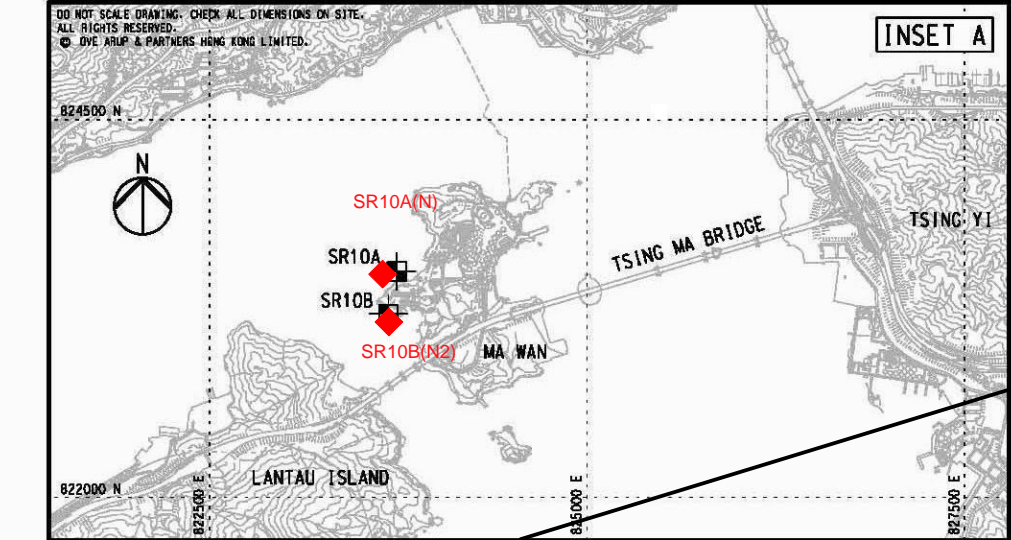 DO NOT SCALE DRAWING. CHECK ALL DIMENSIONS ON SITE.
ALL RIGHTS RESERVED.
© OVE ARUP & PARTNERS HONG KONG LIMITED.
INSET A
824500 N
N
SR10A(N)
TSING YI
TSING MA BRIDGE
SR10A
SR10B
SR10B(N2)
MA WAN
LANTAU ISLAND
822000 N
822500 E
825000 E
827500 E